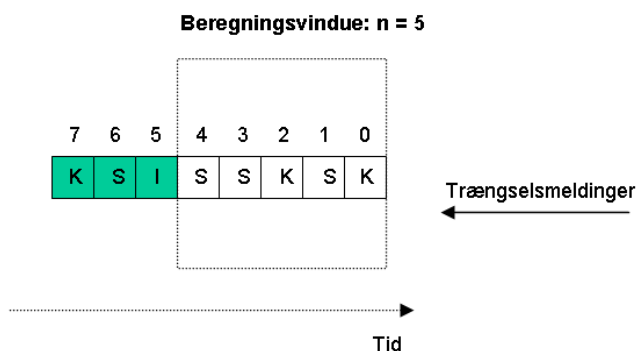 Beregningsvindue: n = 5
7 6 5 4 3 2 1 0
K S I S S K S K
Trængselsmeldinger
Tid